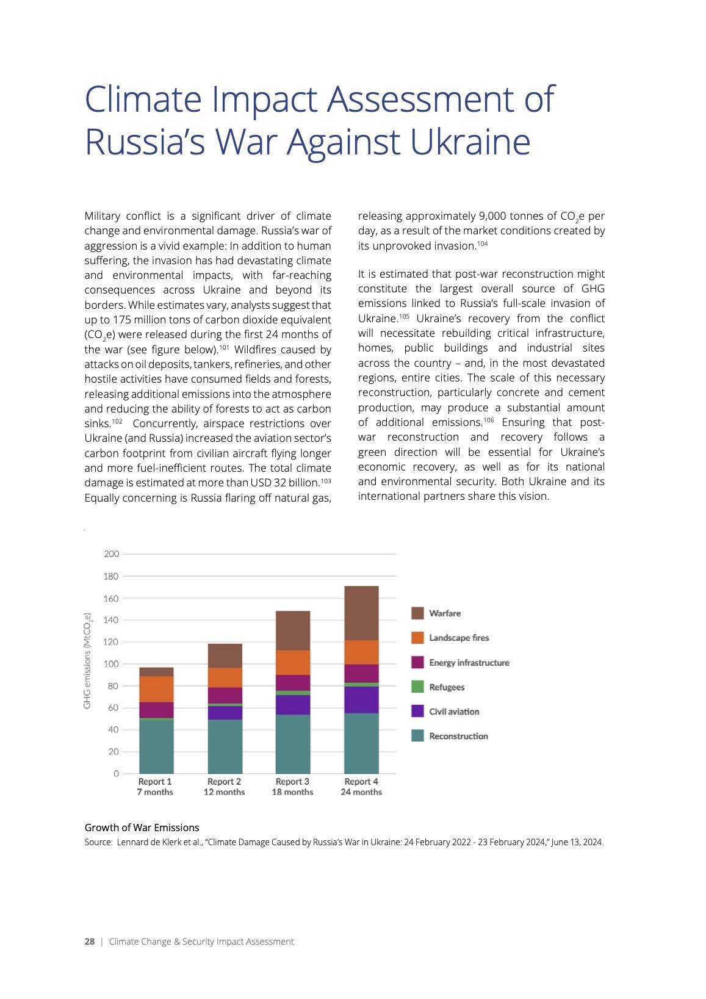 Climate Impact Assessment of
Russia’s War Against Ukraine
Military conflict is a significant driver of climate
change and environmental damage. Russia’s war of
aggression is a vivid example: In addition to human
suffering, the invasion has had devastating climate
and environmental impacts, with far-reaching
consequences across Ukraine and beyond its
borders. While estimates vary, analysts suggest that
up to 175 million tons of carbon dioxide equivalent
(CO₂e) were released during the first 24 months of
the war (see figure below).¹⁰¹ Wildfires caused by
attacks on oil deposits, tankers, refineries, and other
hostile activities have consumed fields and forests,
releasing additional emissions into the atmosphere
and reducing the ability of forests to act as carbon
sinks.¹⁰² Concurrently, airspace restrictions over
Ukraine (and Russia) increased the aviation sector’s
carbon footprint from civilian aircraft flying longer
and more fuel-inefficient routes. The total climate
damage is estimated at more than USD 32 billion.¹⁰³
Equally concerning is Russia flaring off natural gas,
releasing approximately 9,000 tonnes of CO₂e per
day, as a result of the market conditions created by
its unprovoked invasion.¹⁰⁴
It is estimated that post-war reconstruction might
constitute the largest overall source of GHG
emissions linked to Russia’s full-scale invasion of
Ukraine.¹⁰⁵ Ukraine’s recovery from the conflict
will necessitate rebuilding critical infrastructure,
homes, public buildings and industrial sites
across the country – and, in the most devastated
regions, entire cities. The scale of this necessary
reconstruction, particularly concrete and cement
production, may produce a substantial amount
of additional emissions.¹⁰⁶ Ensuring that post-
war reconstruction and recovery follows a
green direction will be essential for Ukraine’s
economic recovery, as well as for its national
and environmental security. Both Ukraine and its
international partners share this vision.
.
GHG emissions (MtCO₂e)
200
180
160
140
120
100
80
60
40
20
0
Report 1
7 months
Report 2
12 months
Report 3
18 months
Report 4
24 months
Warfare
Landscape fires
Energy infrastructure
Refugees
Civil aviation
Reconstruction
Growth of War Emissions
Source: Lennard de Klerk et al., “Climate Damage Caused by Russia’s War in Ukraine: 24 February 2022 - 23 February 2024,” June 13, 2024.
28 | Climate Change & Security Impact Assessment